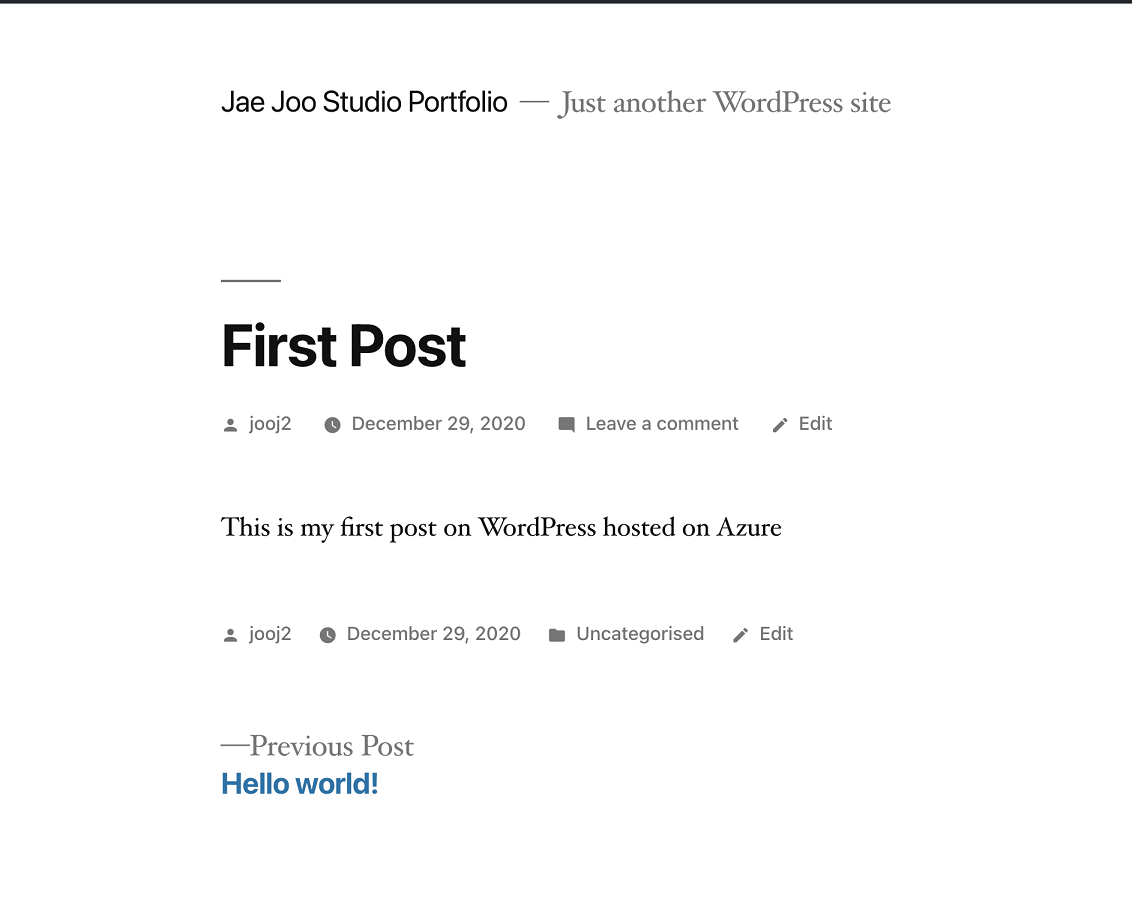 Jae Joo Studio Portfolio — Just another WordPress site
First Post
jooj2 December 29, 2020 Leave a comment Edit
This is my first post on WordPress hosted on Azure
jooj2 December 29, 2020 Uncategorised Edit
—Previous Post
Hello world!